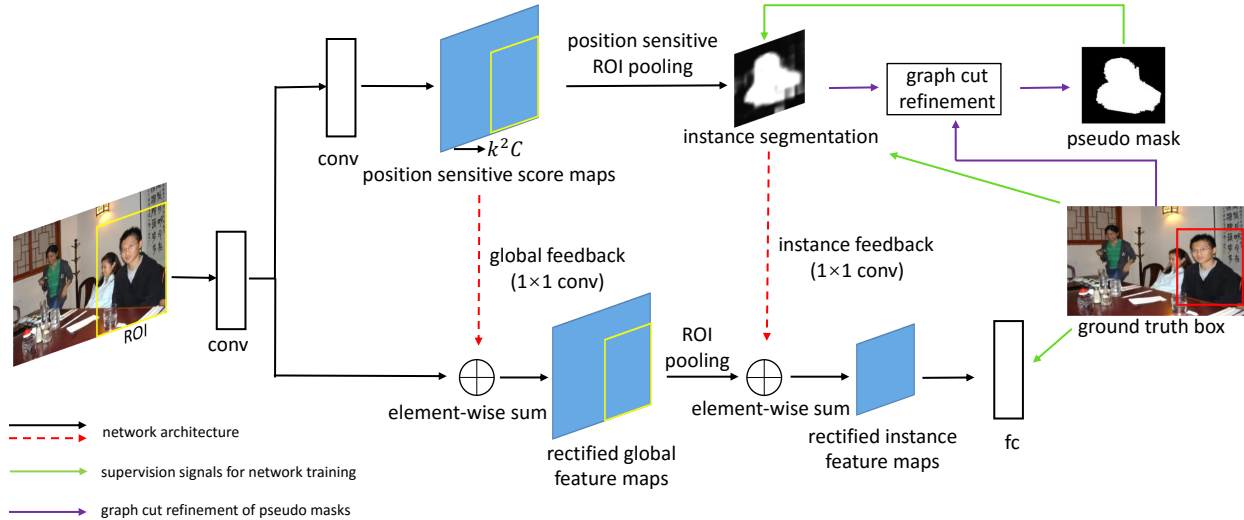 position sensitive
ROI pooling
graph cut
refinement
conv
k²C
position sensitive score maps
instance segmentation
pseudo mask
ROI
conv
global feedback
(1×1 conv)
instance feedback
(1×1 conv)
ground truth box
ROI
pooling
element-wise sum
rectified global
feature maps
element-wise sum
rectified instance
feature maps
fc
network architecture
supervision signals for network training
graph cut refinement of pseudo masks